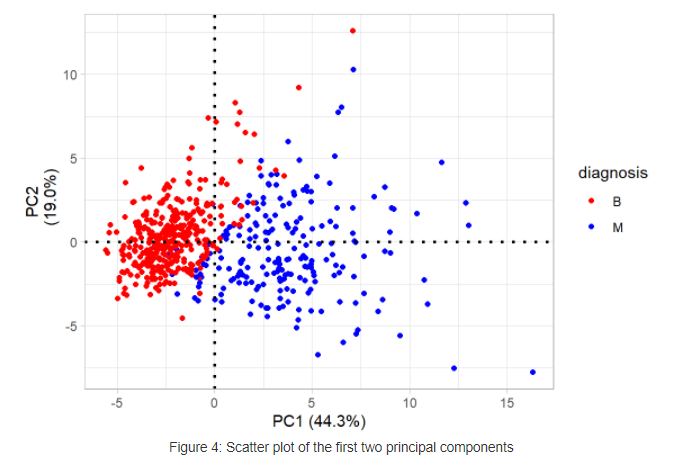 10
5
0
-5
PC2
(19.0%)
-5
0
5
10
15
PC1 (44.3%)
diagnosis
B
M
Figure 4: Scatter plot of the first two principal components